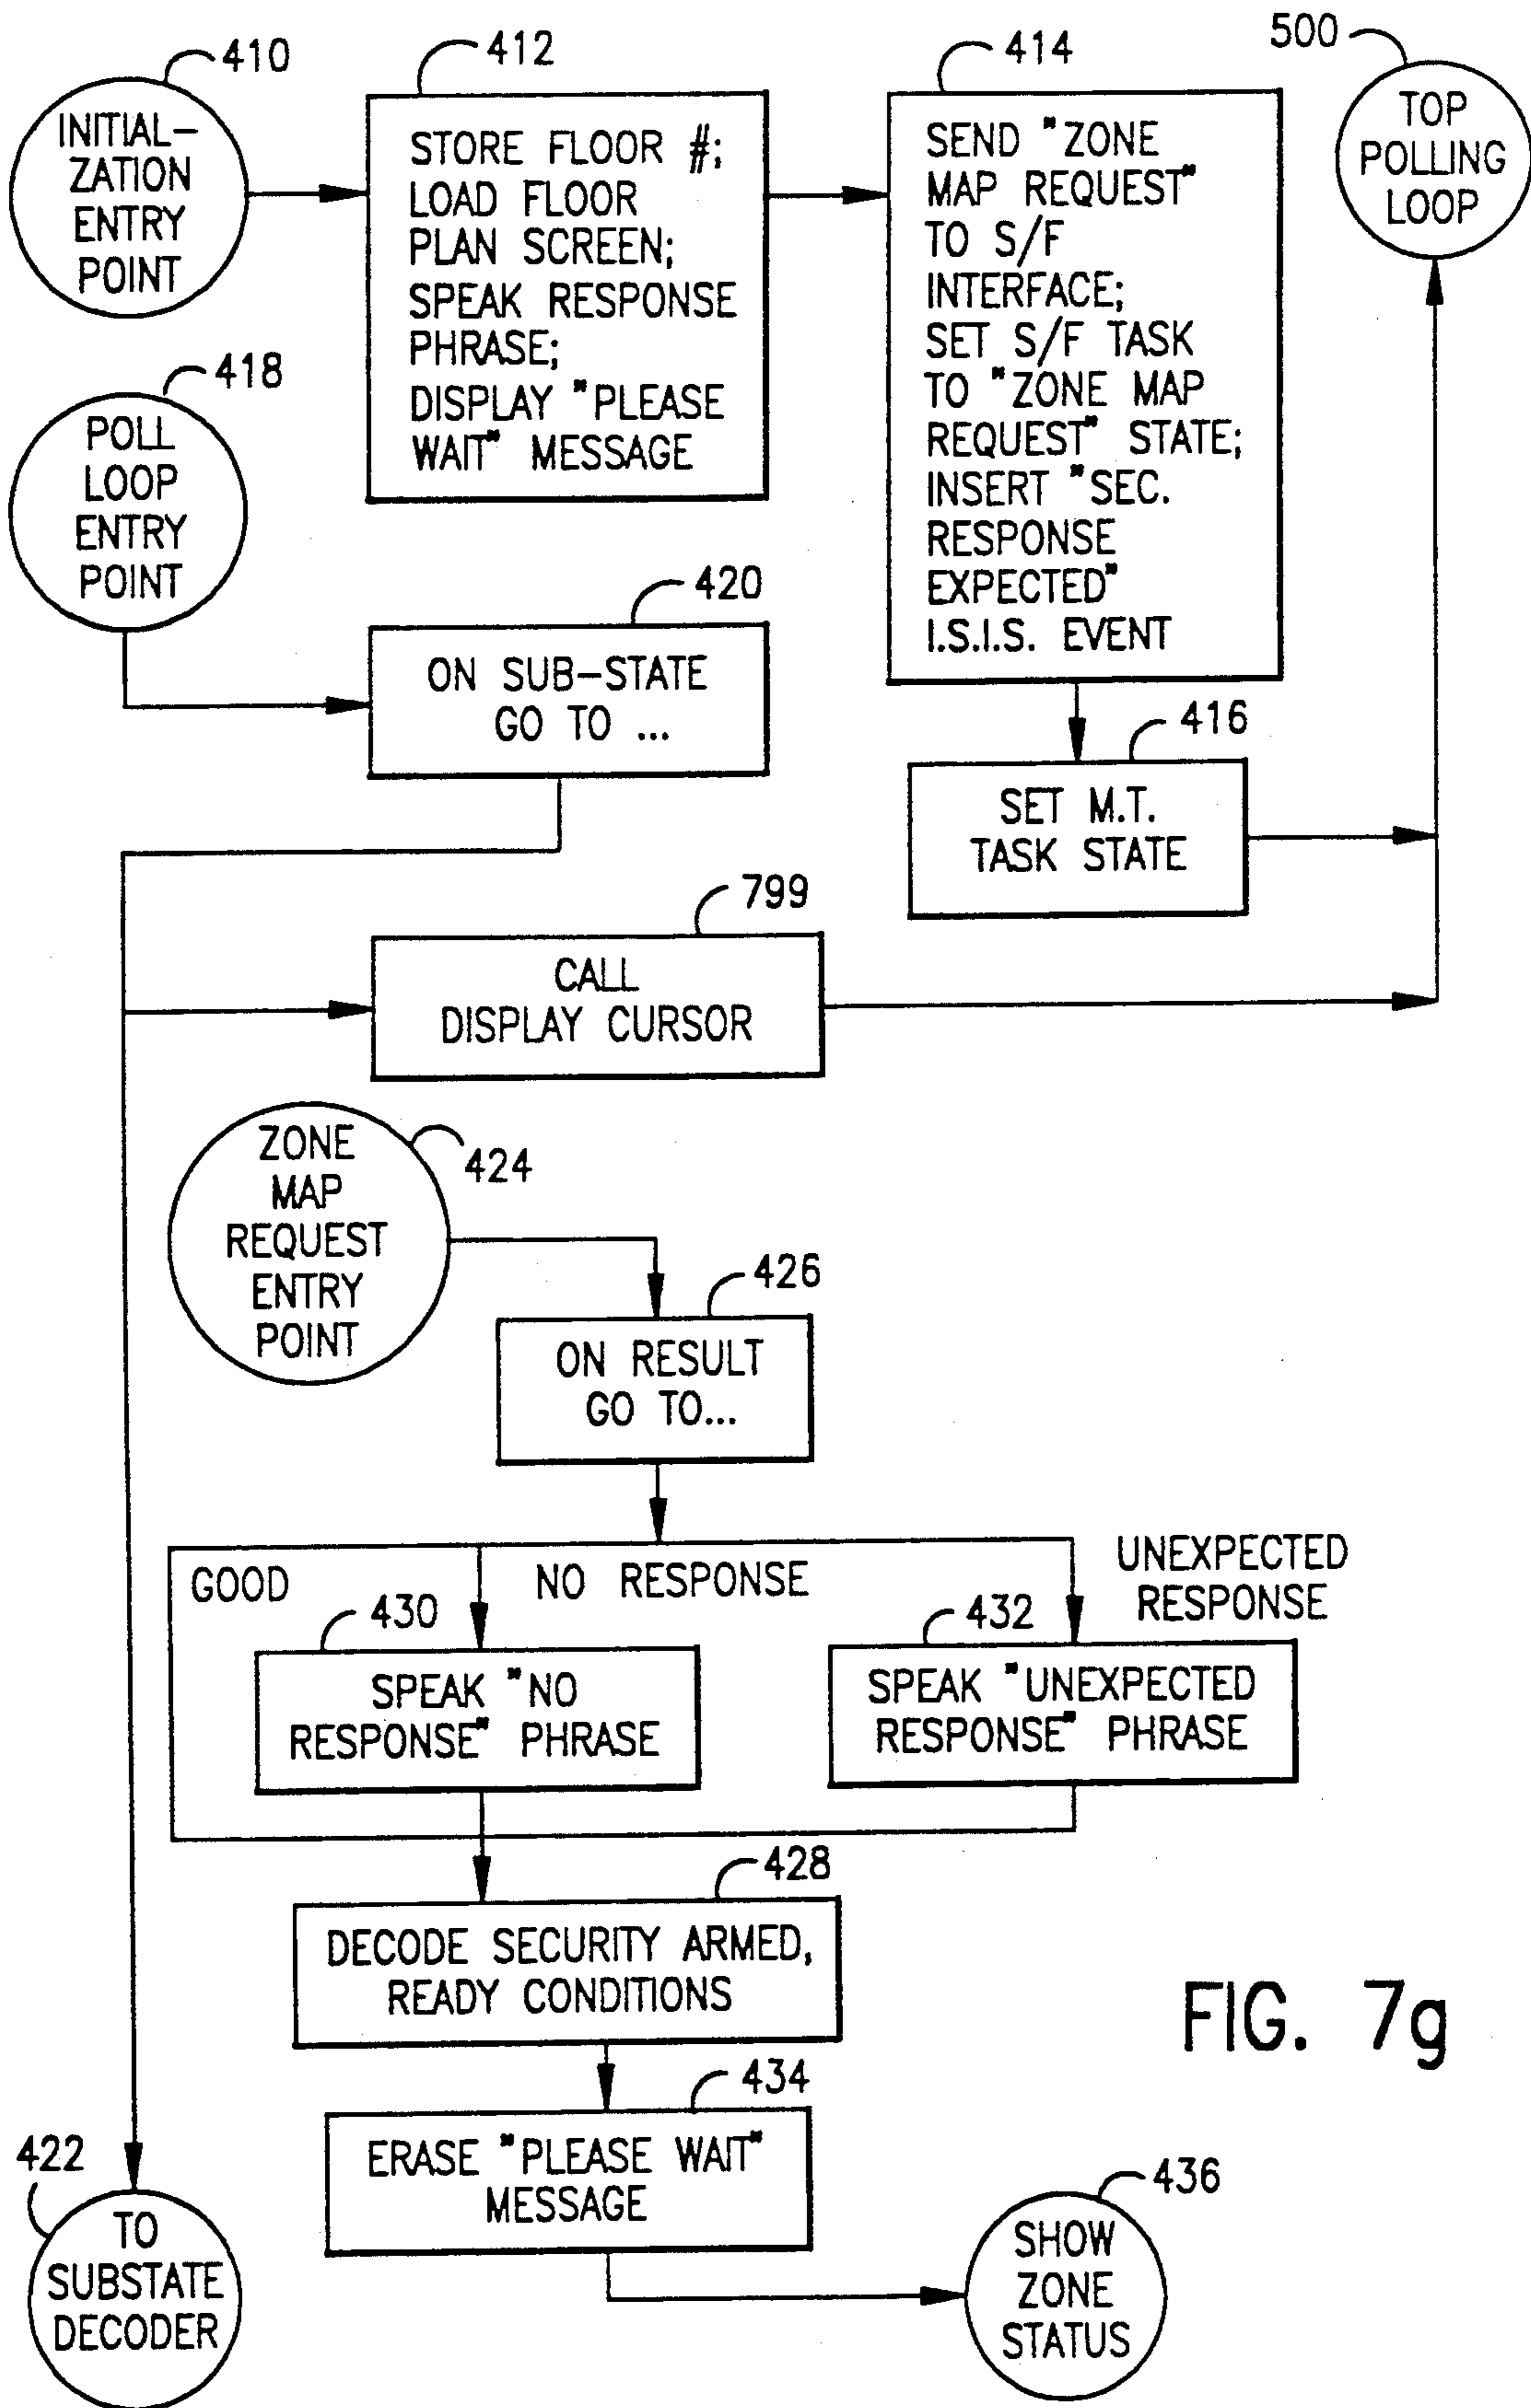 410
INITIAL-
ZATION
ENTRY
POINT
412
STORE FLOOR #;
LOAD FLOOR
PLAN SCREEN;
SPEAK RESPONSE
PHRASE;
DISPLAY "PLEASE
WAIT" MESSAGE
414
SEND "ZONE
MAP REQUEST"
TO S/F
INTERFACE;
SET S/F TASK
TO "ZONE MAP
REQUEST" STATE;
INSERT "SEC.
RESPONSE
EXPECTED"
I.S.I.S. EVENT
500
TOP
POLLING
LOOP
418
POLL
LOOP
ENTRY
POINT
420
ON SUB-STATE
GO TO ...
416
SET M.T.
TASK STATE
799
CALL
DISPLAY CURSOR
424
ZONE
MAP
REQUEST
ENTRY
POINT
426
ON RESULT
GO TO...
GOOD
NO RESPONSE
UNEXPECTED
RESPONSE
430
SPEAK "NO
RESPONSE" PHRASE
432
SPEAK "UNEXPECTED
RESPONSE" PHRASE
428
DECODE SECURITY ARMED,
READY CONDITIONS
434
ERASE "PLEASE WAIT"
MESSAGE
422
TO
SUBSTATE
DECODER
436
SHOW
ZONE
STATUS
FIG. 7g